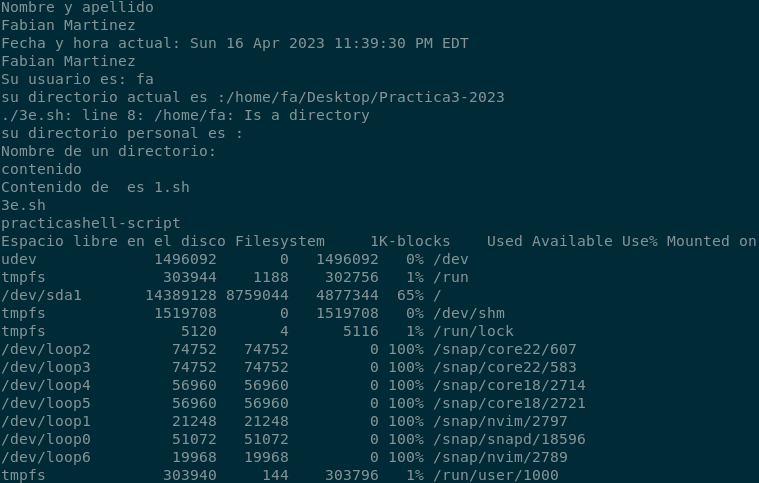 Nombre y apellido
Fabian Martinez
Fecha y hora actual: Sun 16 Apr 2023 11:39:30 PM EDT
Fabian Martinez
Su usuario es: fa
su directorio actual es :/home/fa/Desktop/Practica3-2023
./3e.sh: line 8: /home/fa: Is a directory
su directorio personal es :
Nombre de un directorio:
contenido
Contenido de  es 1.sh
3e.sh
practicashell-script
Espacio libre en el disco Filesystem     1K-blocks    Used Available Use% Mounted on
udev             1496092       0   1496092   0% /dev
tmpfs             303944    1188    302756   1% /run
/dev/sda1       14389128 8759044   4877344  65% /
tmpfs            1519708       0   1519708   0% /dev/shm
tmpfs               5120       4      5116   1% /run/lock
/dev/loop2         74752   74752         0 100% /snap/core22/607
/dev/loop3         74752   74752         0 100% /snap/core22/583
/dev/loop4         56960   56960         0 100% /snap/core18/2714
/dev/loop5         56960   56960         0 100% /snap/core18/2721
/dev/loop1         21248   21248         0 100% /snap/nvim/2797
/dev/loop0         51072   51072         0 100% /snap/snapd/18596
/dev/loop6         19968   19968         0 100% /snap/nvim/2789
tmpfs             303940     144    303796   1% /run/user/1000